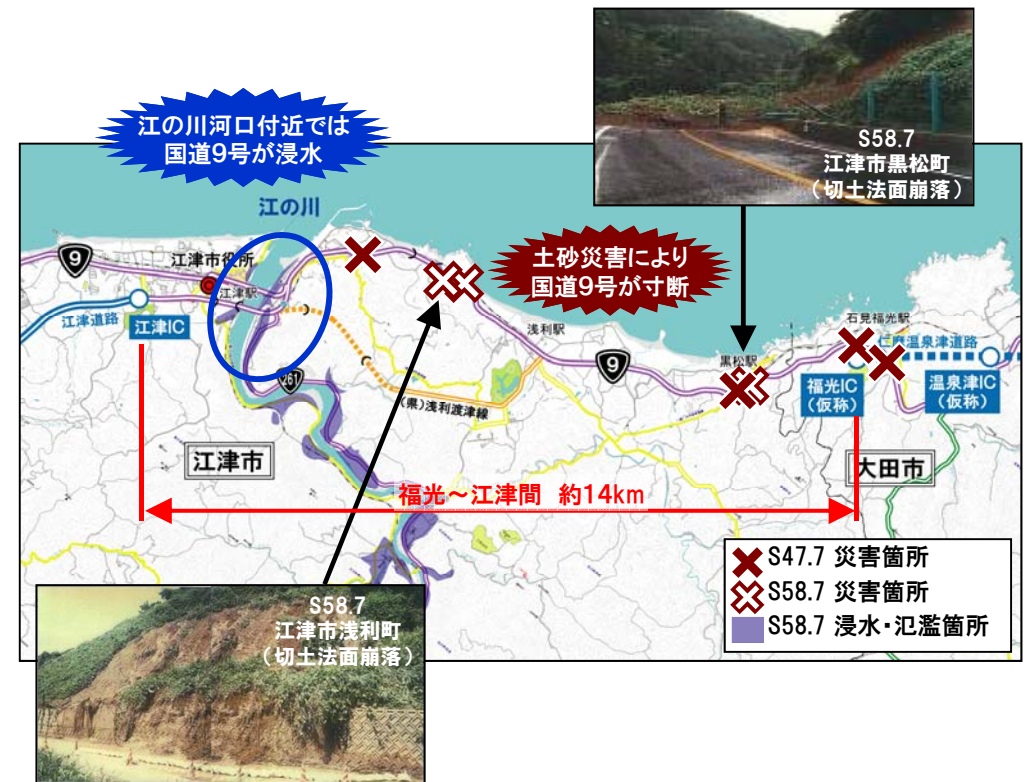 S58.7
江津市黒松町
（切土法面崩落）
江の川河口付近では
国道9号が浸水
江の川
9
江津市役所
江津駅
土砂災害により
国道9号が寸断
江津道路
江津IC
浅利駅
石見福光駅
仁摩温泉津道路
黒松駅
9
261
(県)浅利渡津線
福光IC
（仮称）
温泉津IC
（仮称）
江津市
大田市
福光～江津間 約14km
S47.7 災害箇所
S58.7 災害箇所
S58.7 浸水・氾濫箇所
S58.7
江津市浅利町
（切土法面崩落）